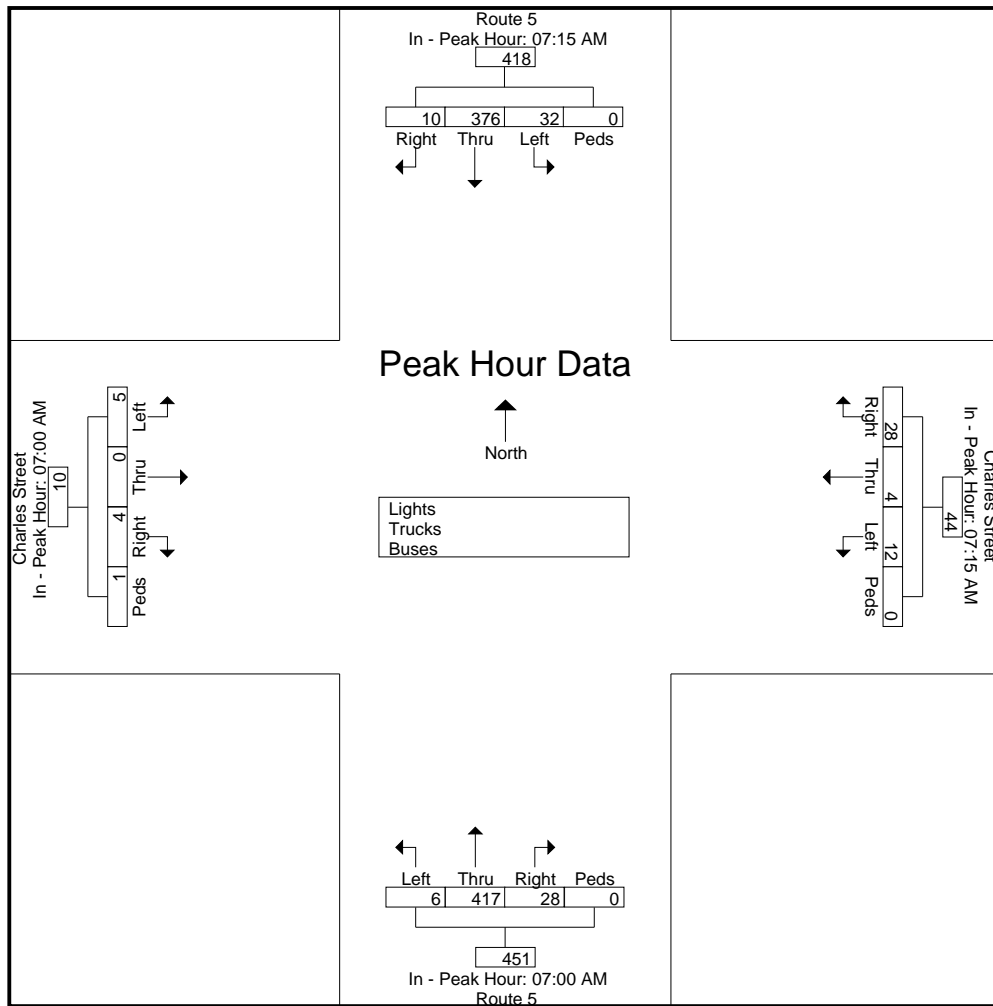 Route 5
In - Peak Hour: 07:15 AM
418
10 376 32 0
Right Thru Left Peds
Peak Hour Data
North
Lights
Trucks
Buses
Charles Street
In - Peak Hour: 07:00 AM
10
5 0 4 1
Left Thru Right Peds
Charles Street
In - Peak Hour: 07:15 AM
44
28 4 12 0
Right Thru Left Peds
Left Thru Right Peds
6 417 28 0
451
In - Peak Hour: 07:00 AM
Route 5